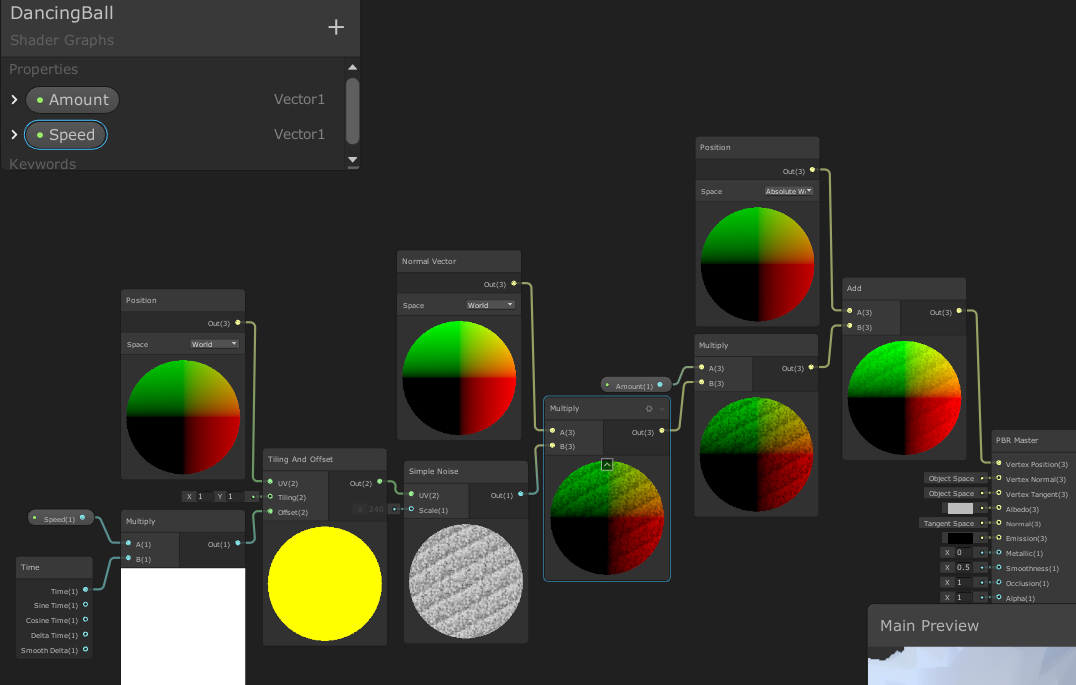 DancingBall
Shader Graphs
+
Properties
Amount Vector1
Speed Vector1
Keywords
Position
Out(3)
Space World
Speed(1)
Time
Time(1)
Sine Time(1)
Cosine Time(1)
Delta Time(1)
Smooth Delta(1)
Multiply
A(1) Out(1)
B(1)
X 1 Y 1
Tiling And Offset
UV(2) Out(2)
Tiling(2)
Offset(2)
X 240
Simple Noise
UV(2) Out(1)
Scale(1)
Normal Vector
Out(3)
Space World
Multiply
A(3) Out(3)
B(3)
Amount(1)
Position
Out(3)
Space Absolute W
Multiply
A(3) Out(3)
B(3)
Add
A(3) Out(3)
B(3)
PBR Master
Vertex Position(3)
Object Space Vertex Normal(3)
Object Space Vertex Tangent(3)
Albedo(3)
Tangent Space Normal(3)
Emission(3)
X 0 Metallic(1)
X 0.5 Smoothness(1)
X 1 Occlusion(1)
X 1 Alpha(1)
Main Preview